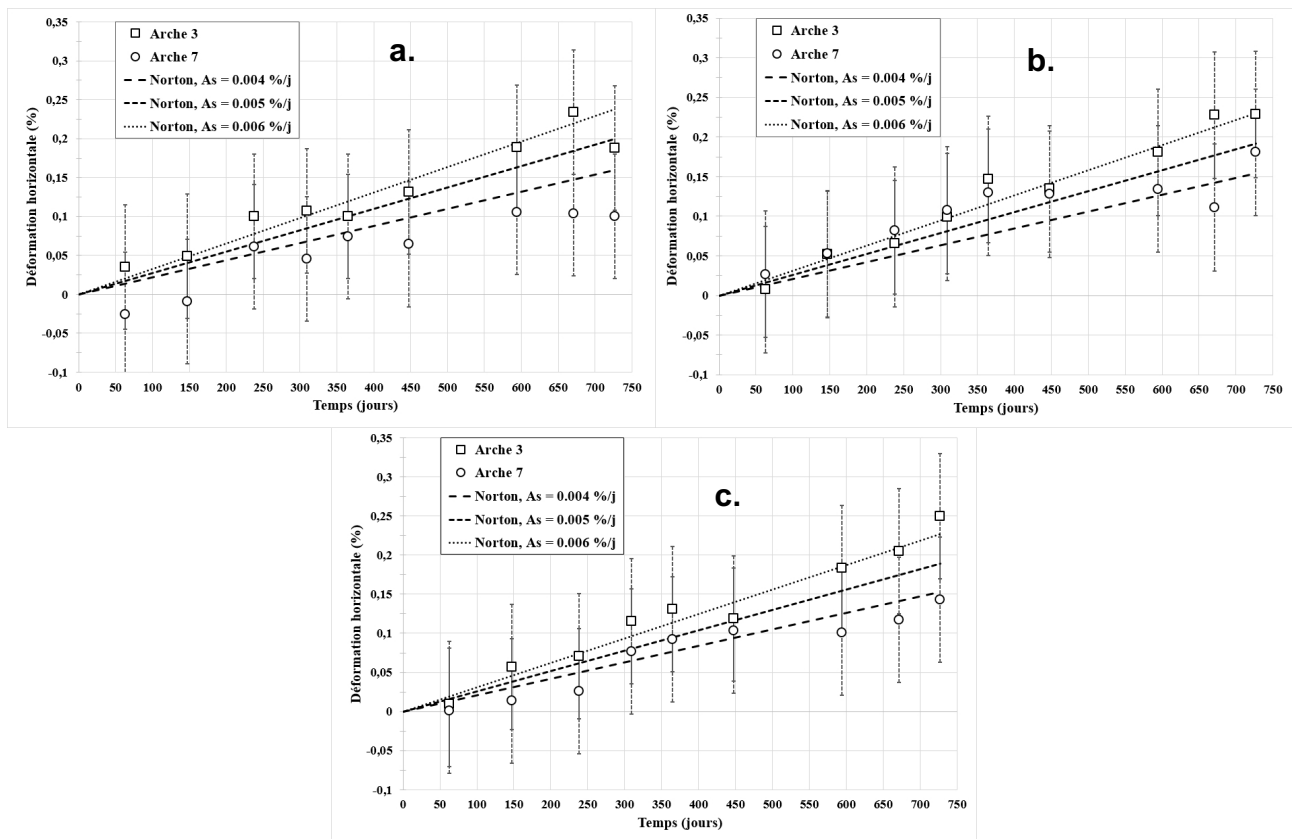 a.
Arche 3
Arche 7
Norton, As = 0.004 %/j
Norton, As = 0.005 %/j
Norton, As = 0.006 %/j
Déformation horizontale (%)
0,35
0,3
0,25
0,2
0,15
0,1
0,05
0
-0,05
-0,1
0 50 100 150 200 250 300 350 400 450 500 550 600 650 700 750
Temps (jours)
b.
Arche 3
Arche 7
Norton, As = 0.004 %/j
Norton, As = 0.005 %/j
Norton, As = 0.006 %/j
Déformation horizontale (%)
0,35
0,3
0,25
0,2
0,15
0,1
0,05
0
-0,05
-0,1
0 50 100 150 200 250 300 350 400 450 500 550 600 650 700 750
Temps (jours)
c.
Arche 3
Arche 7
Norton, As = 0.004 %/j
Norton, As = 0.005 %/j
Norton, As = 0.006 %/j
Déformation horizontale (%)
0,35
0,3
0,25
0,2
0,15
0,1
0,05
0
-0,05
-0,1
0 50 100 150 200 250 300 350 400 450 500 550 600 650 700 750
Temps (jours)